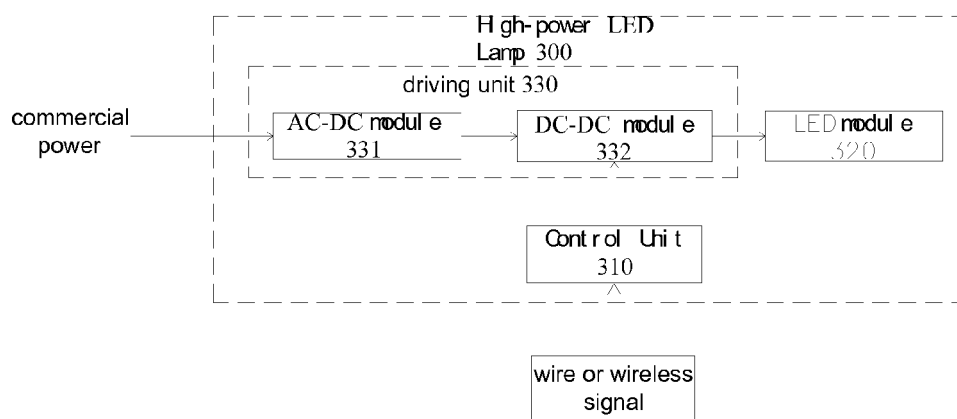 High-power LED
Lamp 300
driving unit 330
commercial
power
AC-DC module
331
DC-DC module
332
LED module
320
Control Unit
310
wire or wireless
signal